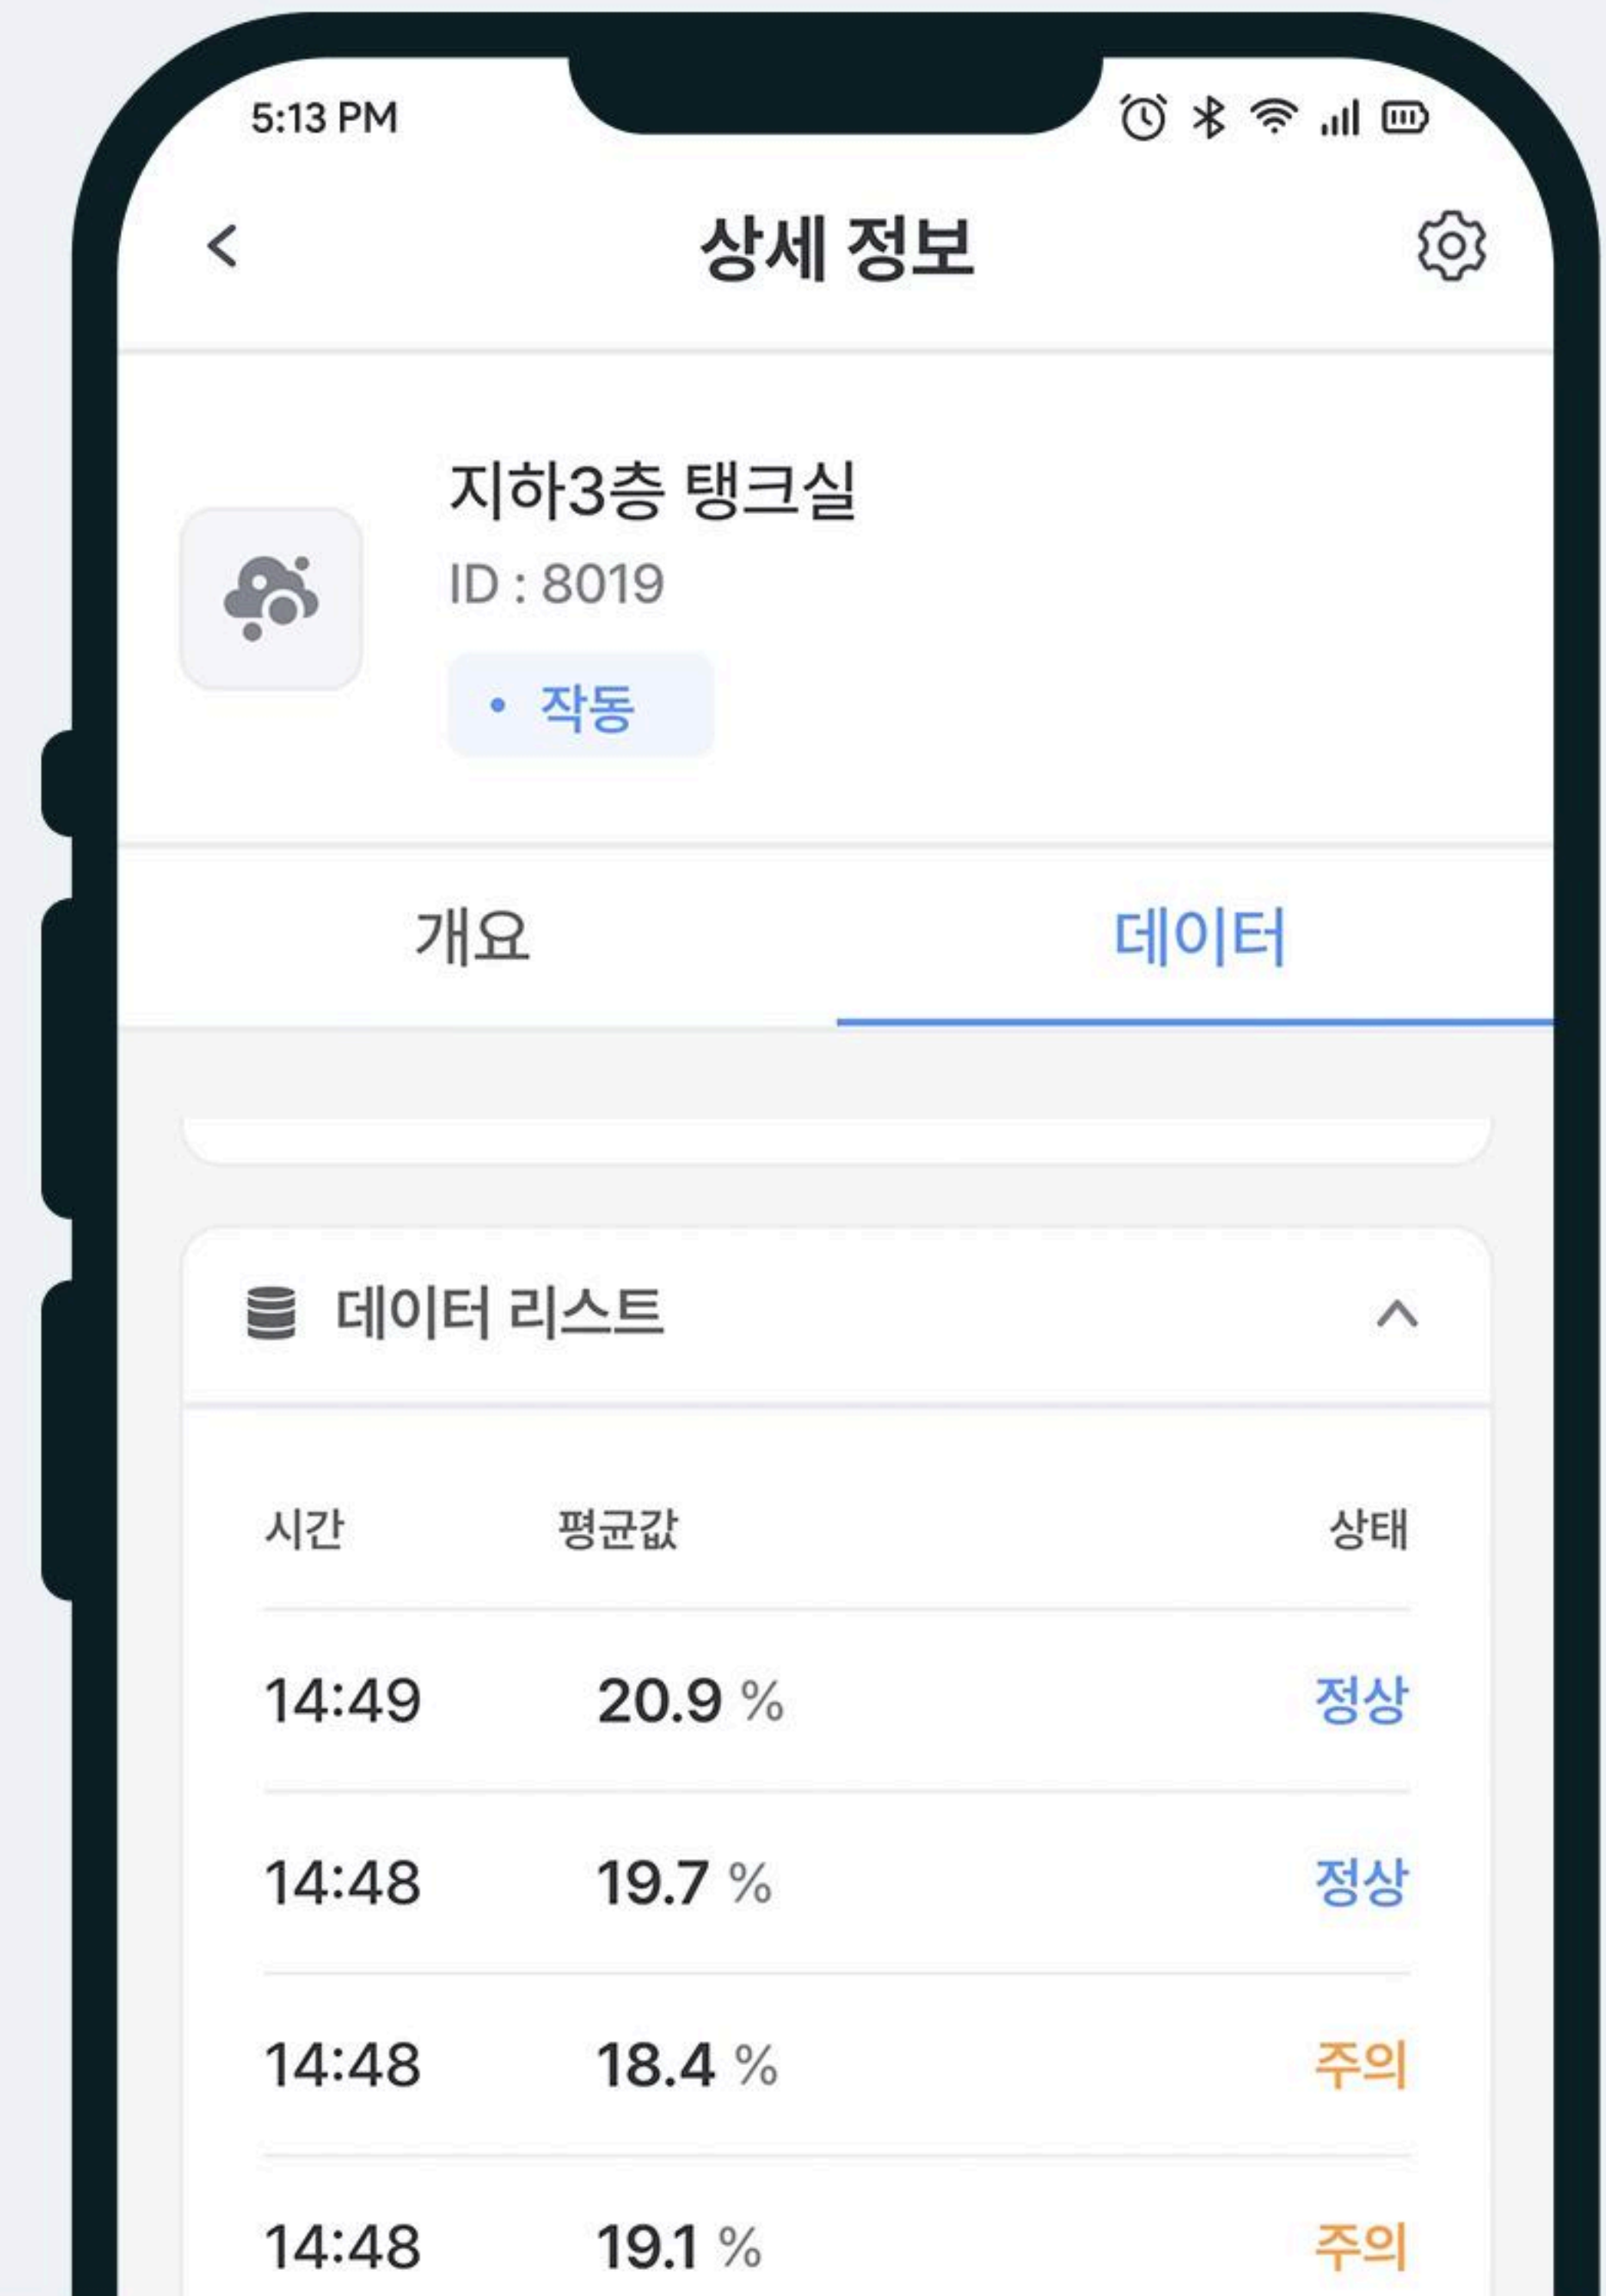 5:13 PM
상세 정보
지하3층 탱크실
ID : 8019
• 작동
개요 데이터
데이터 리스트
시간 평균값 상태
14:49 20.9 % 정상
14:48 19.7 % 정상
14:48 18.4 % 주의
14:48 19.1 % 주의